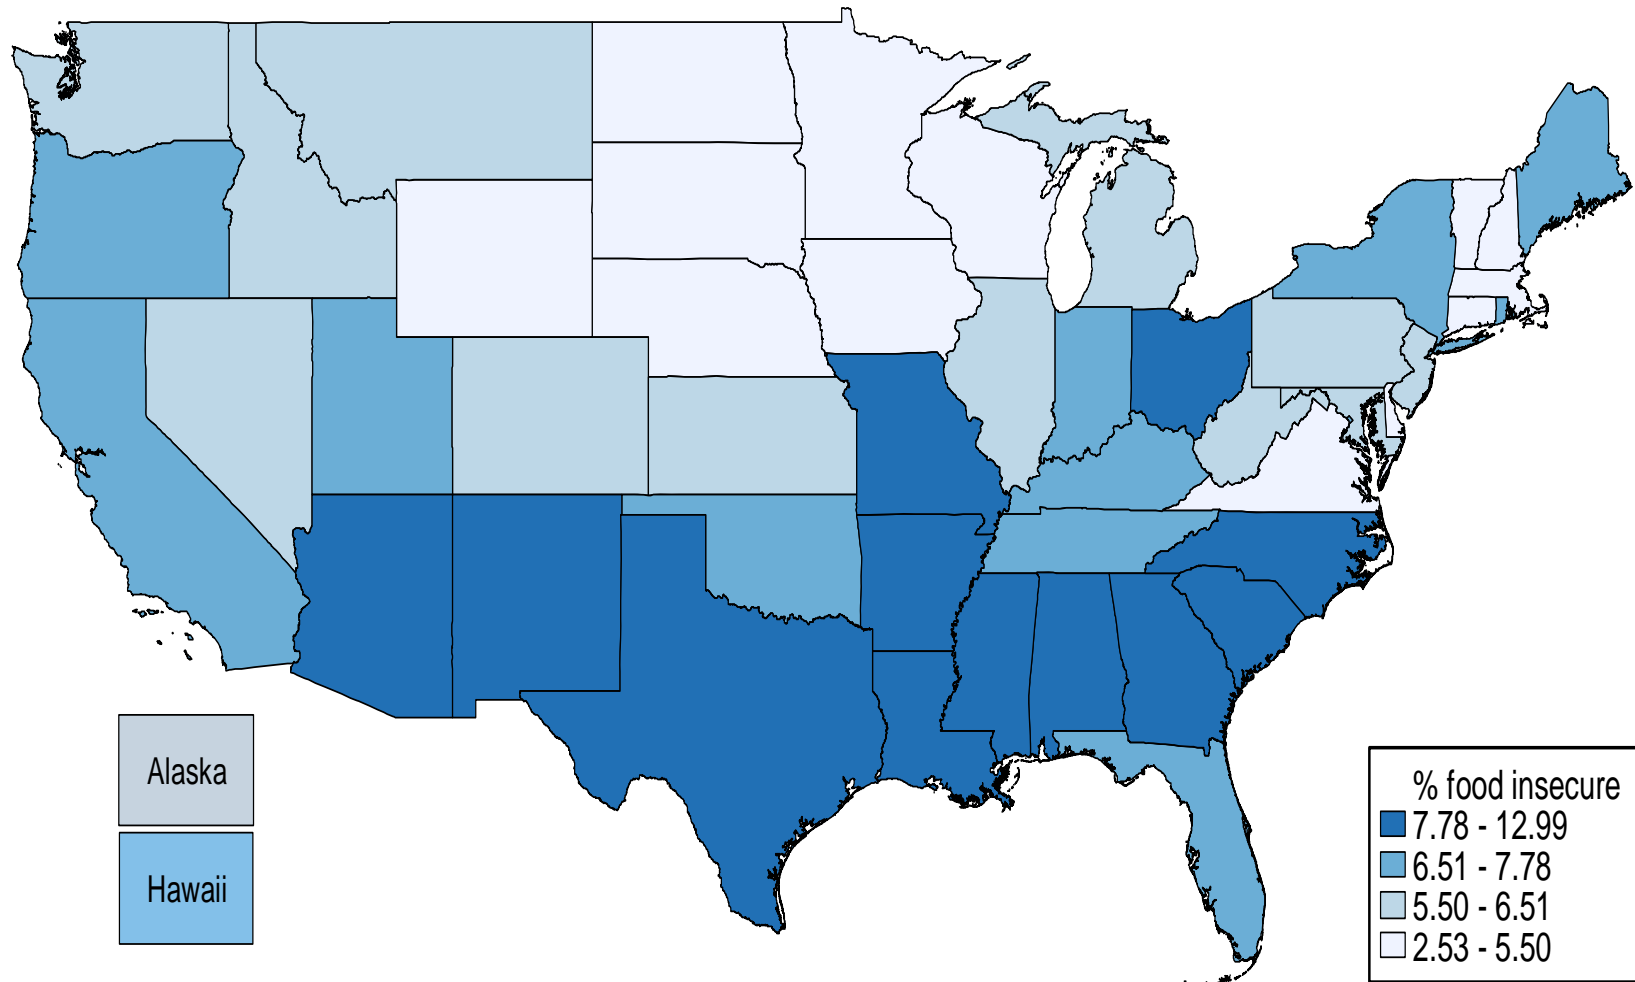 Alaska
Hawaii
% food insecure
7.78 - 12.99
6.51 - 7.78
5.50 - 6.51
2.53 - 5.50